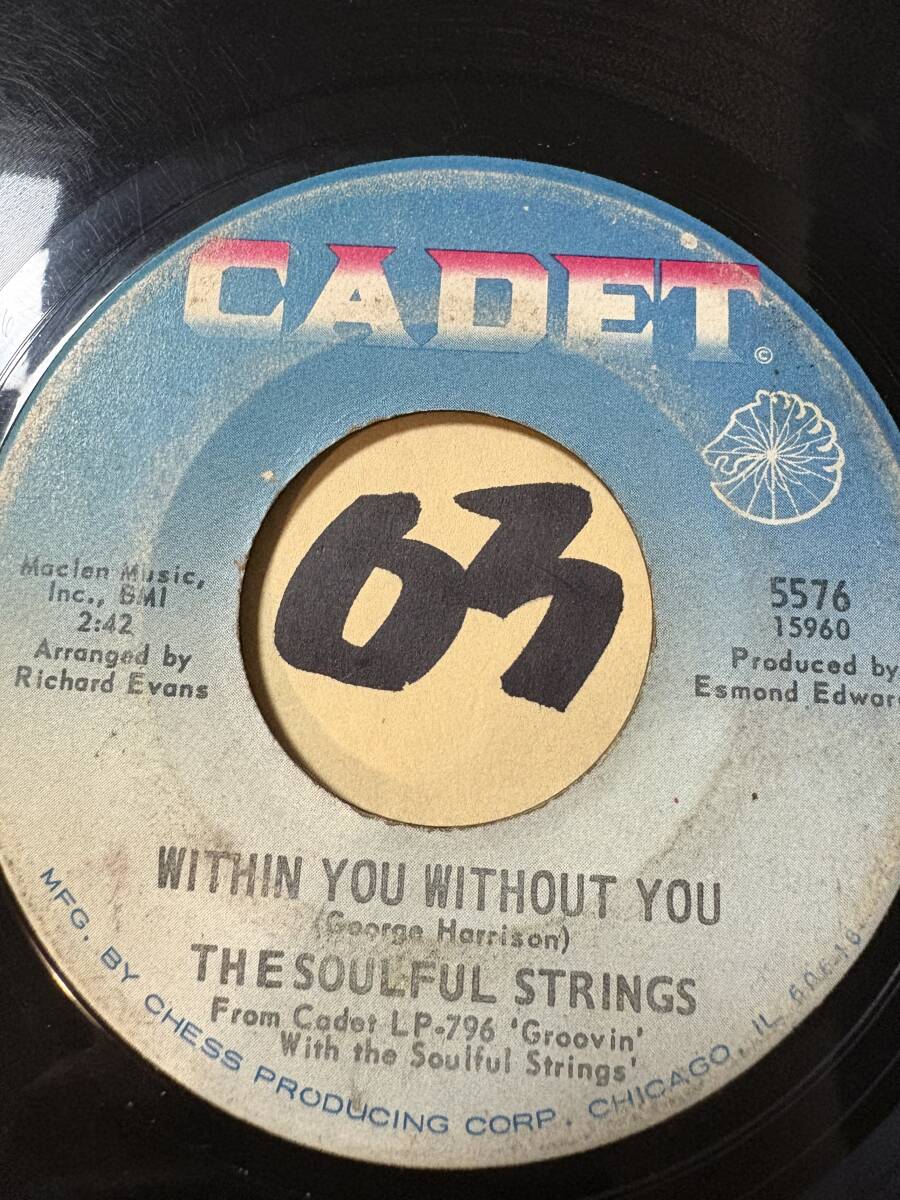 CADET
©
Maclen Music,
Inc., BMI
2:42
Arranged by
Richard Evans
63
5576
15960
Produced by
Esmond Edwar
WITHIN YOU WITHOUT YOU
(George Harrison)
THE SOULFUL STRINGS
From Cadet LP-796 'Groovin'
With the Soulful Strings'
MFG. BY CHESS PRODUCING CORP. CHICAGO, IL 60616